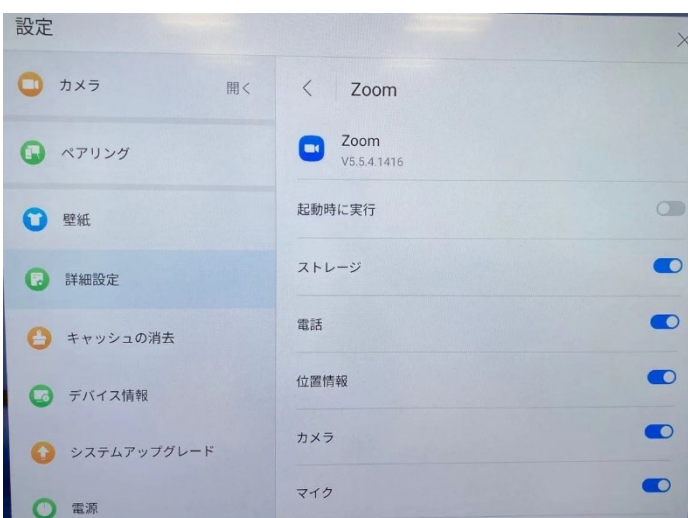 設定
カメラ
開く
ペアリング
壁紙
詳細設定
キャッシュの消去
デバイス情報
システムアップグレード
電源
Zoom
Zoom
V5.5.4.1416
起動時に実行
ストレージ
電話
位置情報
カメラ
マイク